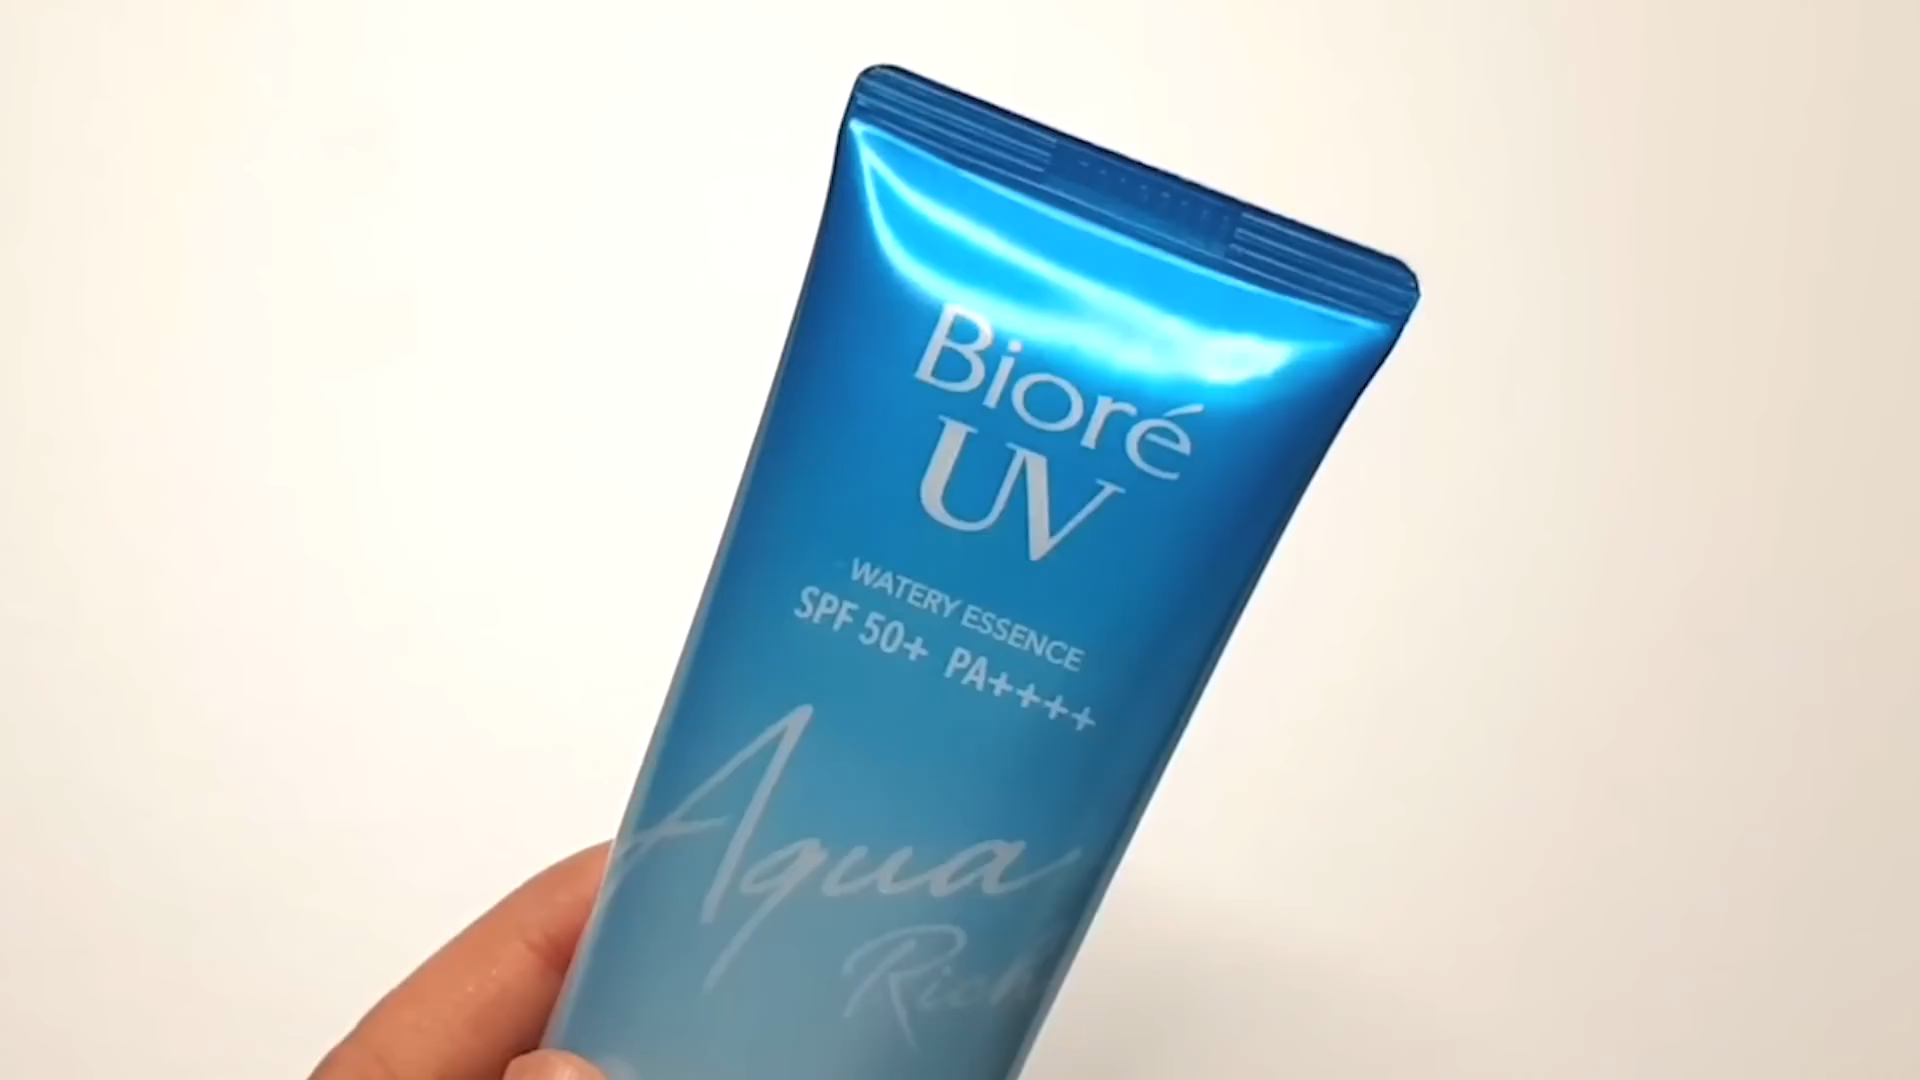 Bioré
UV
WATERY ESSENCE
SPF 50+ PA++++
Aqua
Rich